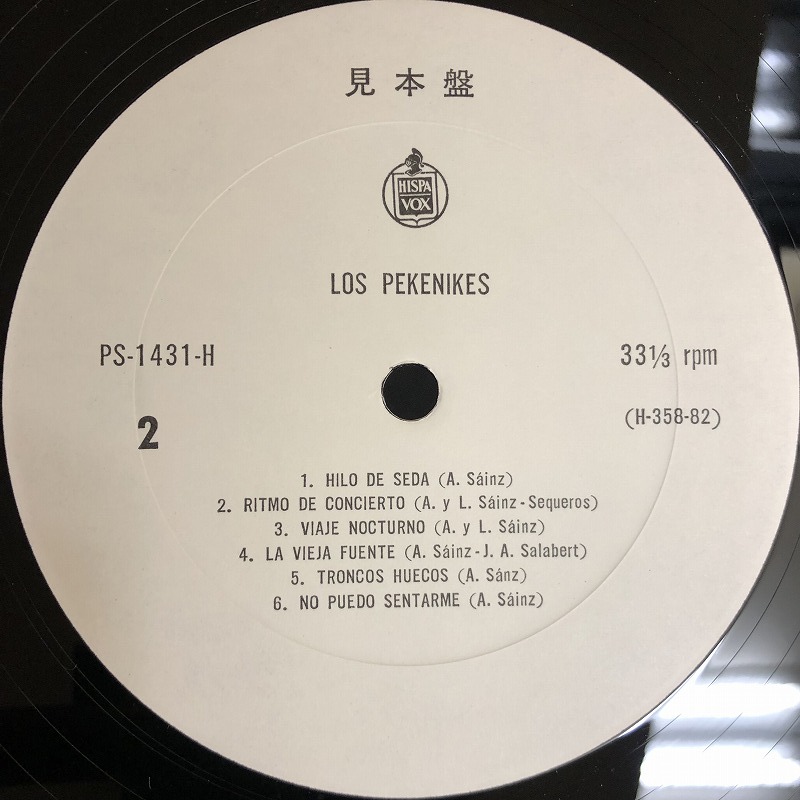 見本盤
HISPA
VOX
LOS PEKENIKES
PS-1431-H
33⅓ rpm
2
(H-358-82)
1. HILO DE SEDA (A. Sáinz)
2. RITMO DE CONCIERTO (A. y L. Sáinz-Sequeros)
3. VIAJE NOCTURNO (A. y L. Sáinz)
4. LA VIEJA FUENTE (A. Sáinz-J. A. Salabert)
5. TRONCOS HUECOS (A. Sánz)
6. NO PUEDO SENTARME (A. Sáinz)